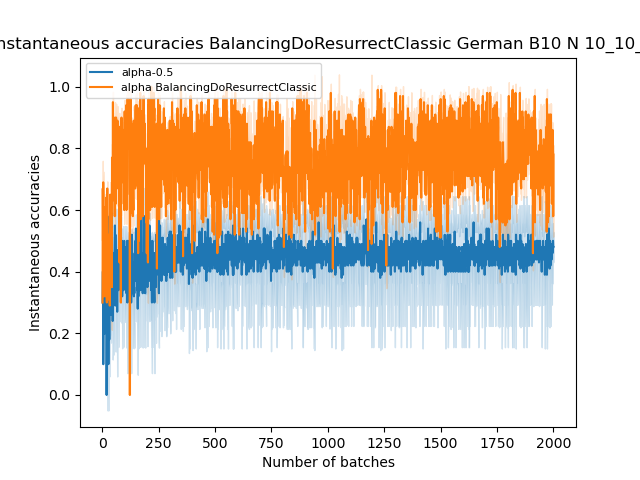 nstantaneous accuracies BalancingDoResurrectClassic German B10 N 10_10_
alpha-0.5
alpha BalancingDoResurrectClassic
1.0
0.8
0.6
0.4
0.2
0.0
Instantaneous accuracies
0 250 500 750 1000 1250 1500 1750 2000
Number of batches